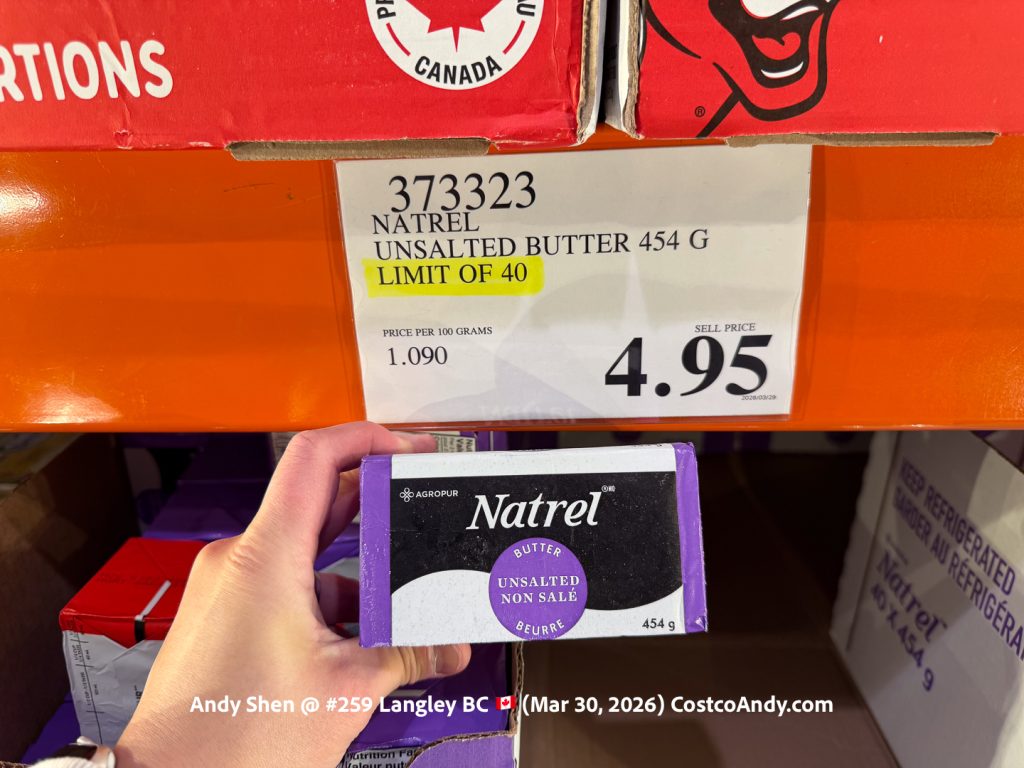 RTIONS
CANADA
®
373323
NATREL
UNSALTED BUTTER 454 G
LIMIT OF 40
PRICE PER 100 GRAMS
1.090
SELL PRICE
4.95
AGROPUR
Natrel
BUTTER
UNSALTED
NON SALÉ
BEURRE
454 g
KEEP REFRIGERATED
GARDER AU RÉFRIGÉRA
Natrel
40 X 454 g
Andy Shen @ #259 Langley BC 🇨🇦 (Mar 30, 2026) CostcoAndy.com